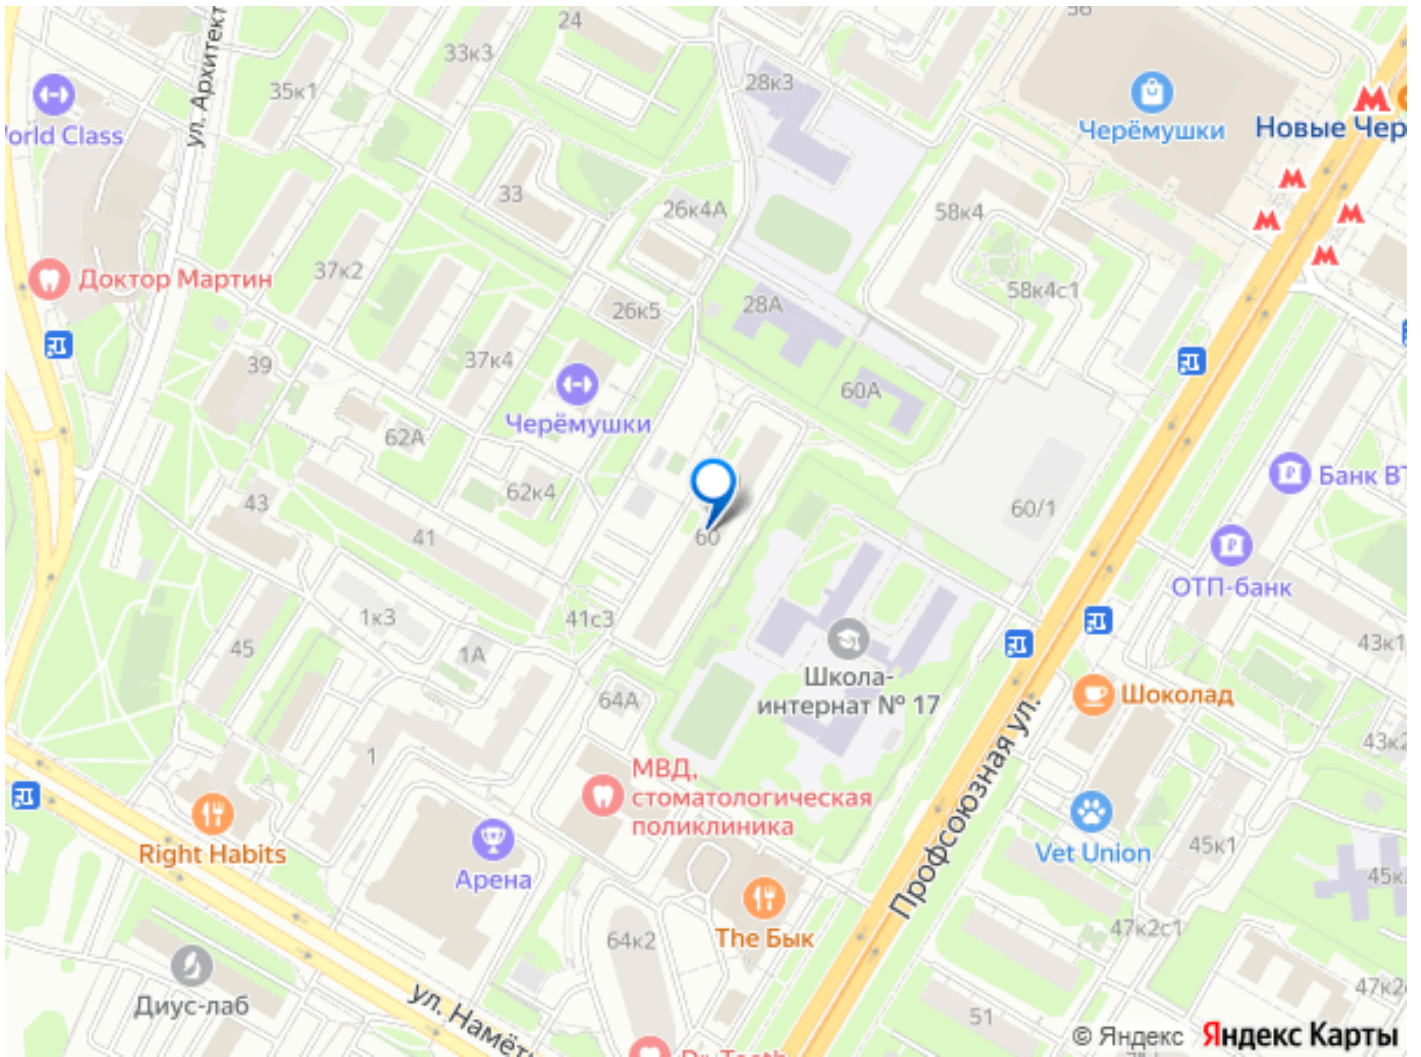 24
56
33к3
28к3
35к1
ул. Архитект
orld Class
Черёмушки
Новые Чер
33
26к4А
58к4
37к2
Доктор Мартин
58к4с1
28А
26к5
37к4
39
60А
Черёмушки
62А
Банк ВТ
62к4
43
60/1
41
60
ОТП-банк
1к3
41с3
43к1
45
1А
Школа-
интернат № 17
64А
Шоколад
Профсоюзная ул.
43к2
1
МВД,
стоматологическая
поликлиника
Right Habits
Vet Union
45к1
Арена
45к
The Бык
47к2с1
64к2
Диус-лаб
ул. Намётк
47к2
51
© Яндекс Яндекс Карты